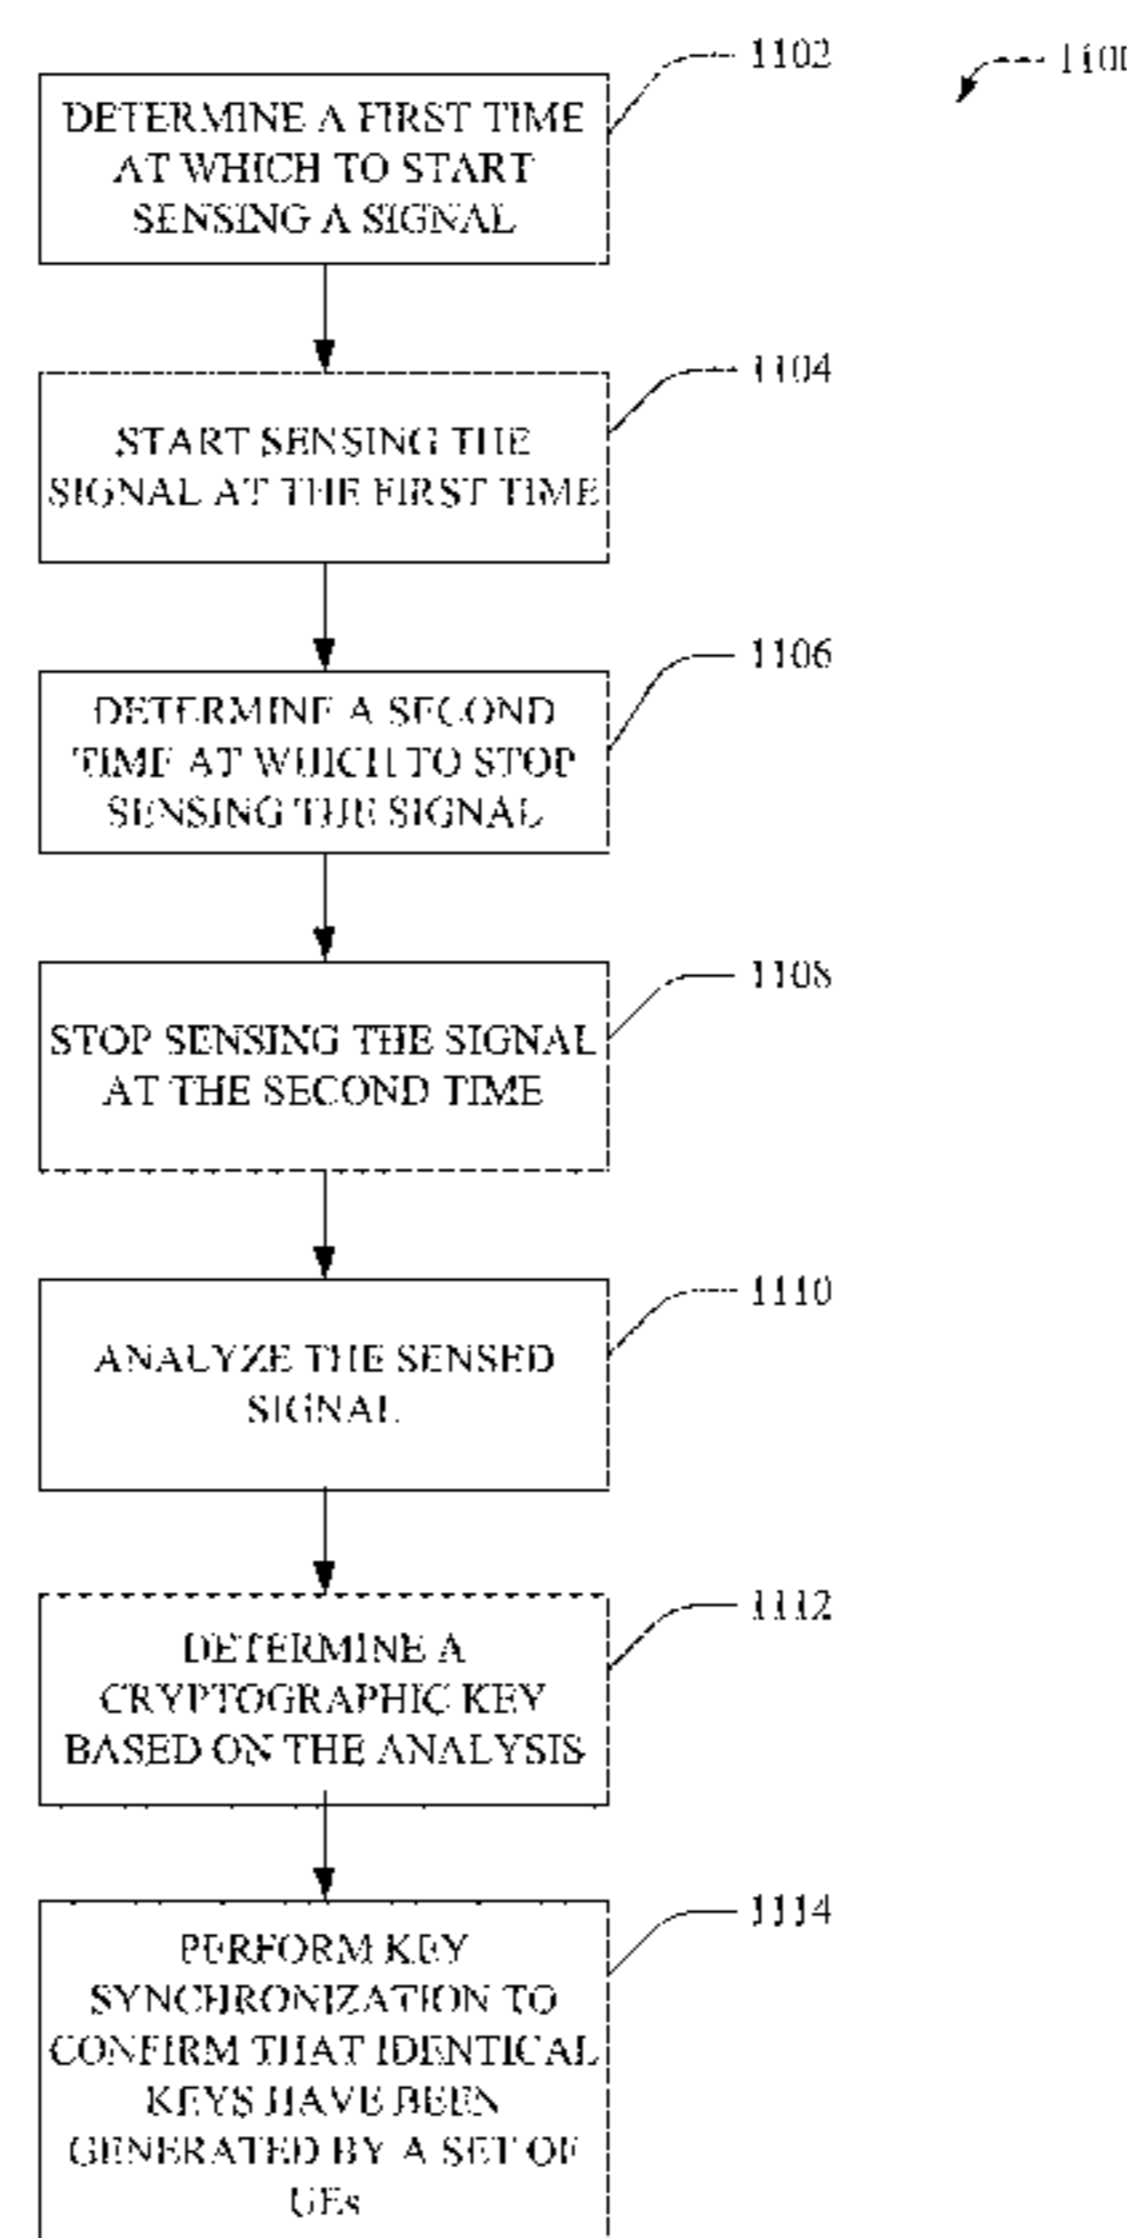 1102
1100
DETERMINE A FIRST TIME
AT WHICH TO START
SENSING A SIGNAL
1104
START SENSING THE
SIGNAL AT THE FIRST TIME
1106
DETERMINE A SECOND
TIME AT WHICH TO STOP
SENSING THE SIGNAL
1108
STOP SENSING THE SIGNAL
AT THE SECOND TIME
1110
ANALYZE THE SENSED
SIGNAL
1112
DETERMINE A
CRYPTOGRAPHIC KEY
BASED ON THE ANALYSIS
1114
PERFORM KEY
SYNCHRONIZATION TO
CONFIRM THAT IDENTICAL
KEYS HAVE BEEN
GENERATED BY A SET OF
UEs